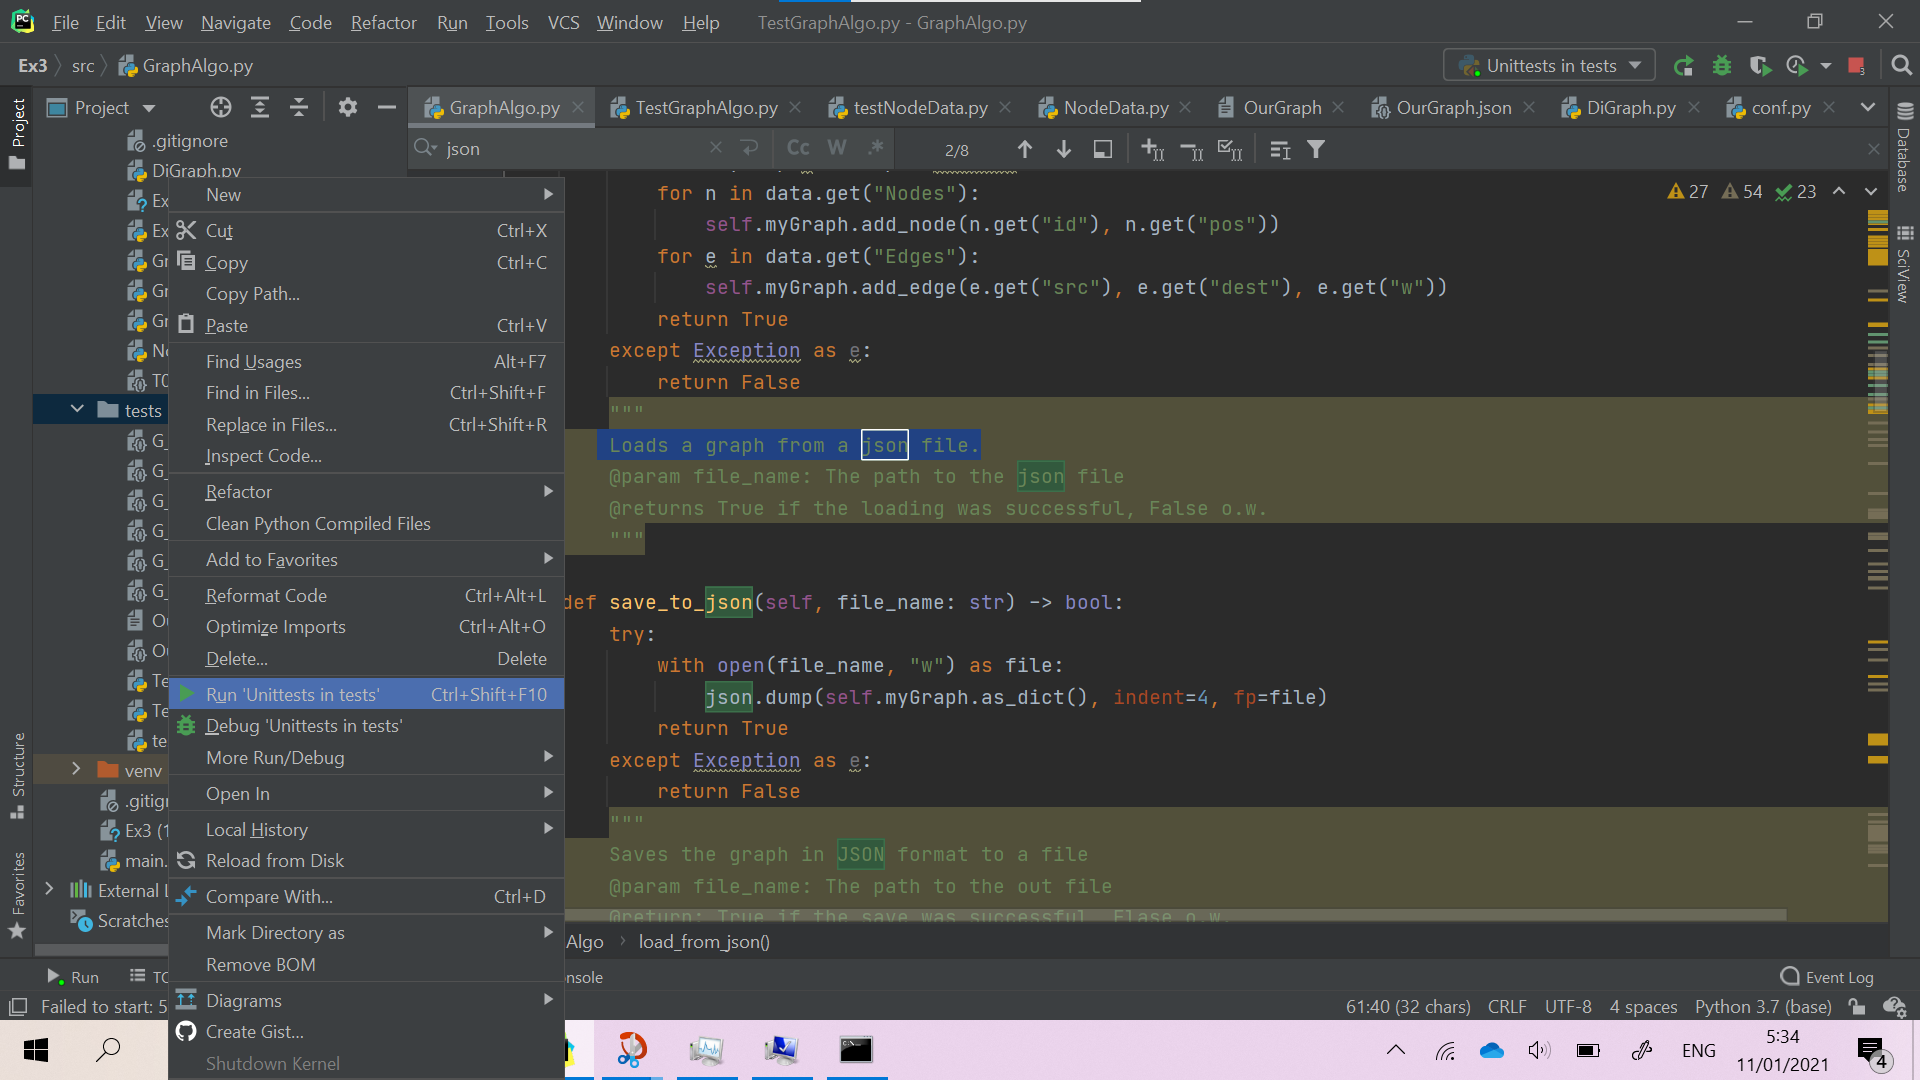 File Edit View Navigate Code Refactor Run Tools VCS Window Help TestGraphAlgo.py - GraphAlgo.py
Ex3 src GraphAlgo.py Unittests in tests
Project GraphAlgo.py TestGraphAlgo.py testNodeData.py NodeData.py OurGraph OurGraph.json DiGraph.py conf.py
json Cc W .* 2/8
27 54 23
Project
Structure
Favorites
Database
SciView
.gitignore
DiGraph.py
Ex
Ex
Gr
Gr
Gr
No
T0
tests
G_
G_
G_
G_
G_
G_
Ou
Ou
Te
Te
te
venv
.gitig
Ex3 (1
main.
External L
Scratches
New
Cut Ctrl+X
Copy Ctrl+C
Copy Path...
Paste Ctrl+V
Find Usages Alt+F7
Find in Files... Ctrl+Shift+F
Replace in Files... Ctrl+Shift+R
Inspect Code...
Refactor
Clean Python Compiled Files
Add to Favorites
Reformat Code Ctrl+Alt+L
Optimize Imports Ctrl+Alt+O
Delete... Delete
Run 'Unittests in tests' Ctrl+Shift+F10
Debug 'Unittests in tests'
More Run/Debug
Open In
Local History
Reload from Disk
Compare With... Ctrl+D
Mark Directory as
Remove BOM
Diagrams
Create Gist...
Shutdown Kernel
for n in data.get("Nodes"):
self.myGraph.add_node(n.get("id"), n.get("pos"))
for e in data.get("Edges"):
self.myGraph.add_edge(e.get("src"), e.get("dest"), e.get("w"))
return True
except Exception as e:
return False
"""
Loads a graph from a json file.
@param file_name: The path to the json file
@returns True if the loading was successful, False o.w.
"""
def save_to_json(self, file_name: str) -> bool:
try:
with open(file_name, "w") as file:
json.dump(self.myGraph.as_dict(), indent=4, fp=file)
return True
except Exception as e:
return False
"""
Saves the graph in JSON format to a file
@param file_name: The path to the out file
@return: True if the save was successful, Flase o.w.
Algo load_from_json()
Run TO onsole Event Log
Failed to start: 5 61:40 (32 chars) CRLF UTF-8 4 spaces Python 3.7 (base)
ENG 5:34
11/01/2021 4